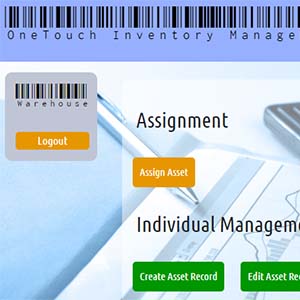 OneTouch Inventory Manage
Warehouse
Logout
Assignment
Assign Asset
Individual Manageme
Create Asset Record
Edit Asset Re